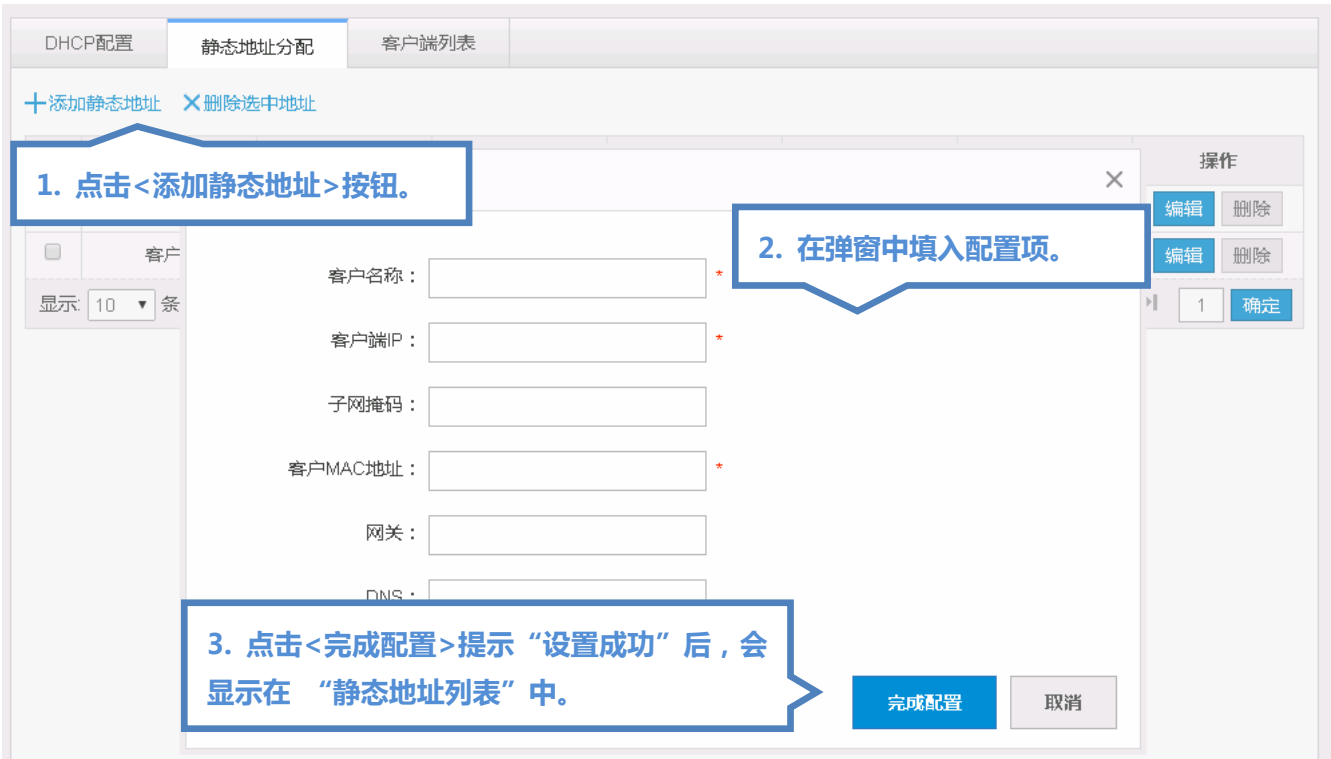 DHCP配置 静态地址分配 客户端列表
添加静态地址 删除选中地址
1. 点击<添加静态地址>按钮。
操作
编辑 删除
2. 在弹窗中填入配置项。
客户
编辑 删除
客户名称： *
显示: 10 条
1 确定
客户端IP： *
子网掩码：
客户MAC地址： *
网关：
DNS：
3. 点击<完成配置>提示“设置成功”后，会
显示在 “静态地址列表”中。
完成配置 取消